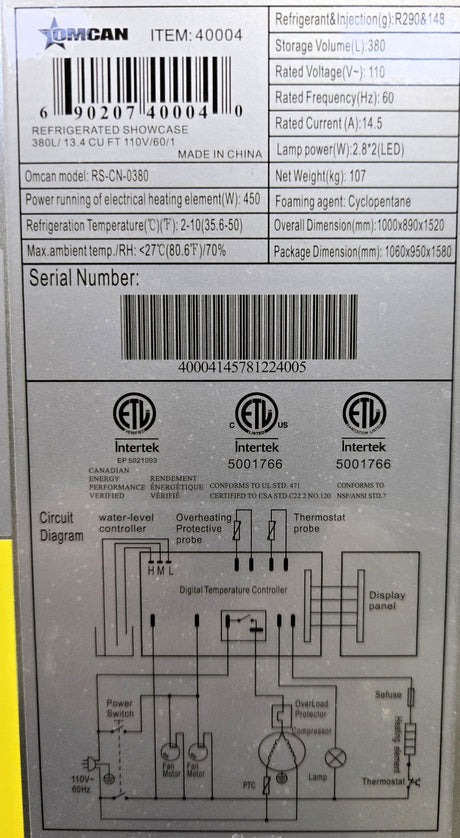 OMCAN ITEM: 40004
6 90207 40004 0
REFRIGERATED SHOWCASE
380L/ 13.4 CU FT 110V/60/1
MADE IN CHINA
Omcan model: RS-CN-0380
Power running of electrical heating element(W): 450
Refrigeration Temperature(℃)(℉): 2-10(35.6-50)
Max.ambient temp./RH: <27℃(80.6℉)/70%
Refrigerant&Injection(g):R290&148
Storage Volume(L):380
Rated Voltage(V~): 110
Rated Frequency(Hz): 60
Rated Current (A): 14.5
Lamp power(W):2.8*2(LED)
Net Weight(kg): 107
Foaming agent: Cyclopentane
Overall Dimension(mm): 1000x890x1520
Package Dimension(mm): 1060x950x1580
Serial Number:
40004145781224005
ETL VERIFIED
Intertek
EP 5021093
CANADIAN ENERGY PERFORMANCE VERIFIED
RENDEMENT ÉNERGÉTIQUE VÉRIFIÉ
C ETL US
Intertek
5001766
CONFORMS TO UL STD. 471
CERTIFIED TO CSA STD.C22.2 NO.120
ETL
Intertek
5001766
CONFORMS TO
NSF/ANSI STD.7
Circuit
Diagram
water-level
controller
Overheating
Protective
probe
Thermostat
probe
H M L
Digital Temperature Controller
Display
panel
Power
Switch
OverLoad
Protector
Compressor
Sefuse
Heating element
110V~
60Hz
Fan
Motor
Fan
Motor
PTC
Lamp
Thermostat